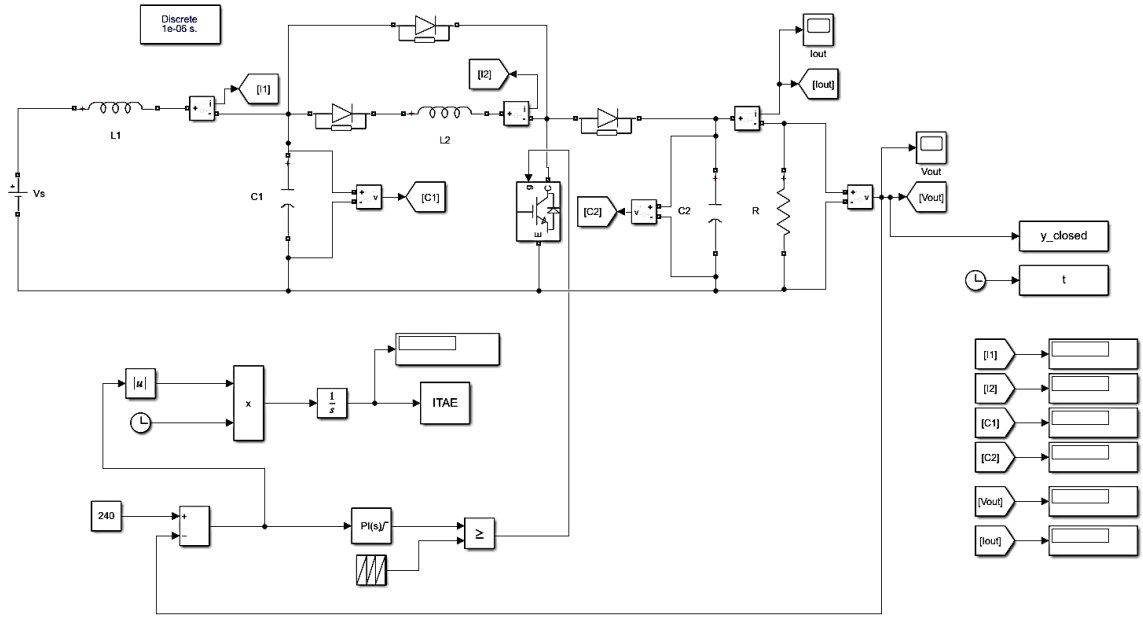 Discrete
1e-06 s.
Iout
[I1]
[I2]
[Iout]
i
i
i
L1
L2
Vout
Vs
C1
v
[C1]
g
C
E
[C2]
v
C2
R
v
[Vout]
y_closed
t
|u|
x
1
s
ITAE
[I1]
[I2]
[C1]
[C2]
[Vout]
[Iout]
240
+
−
PI(s)
≥